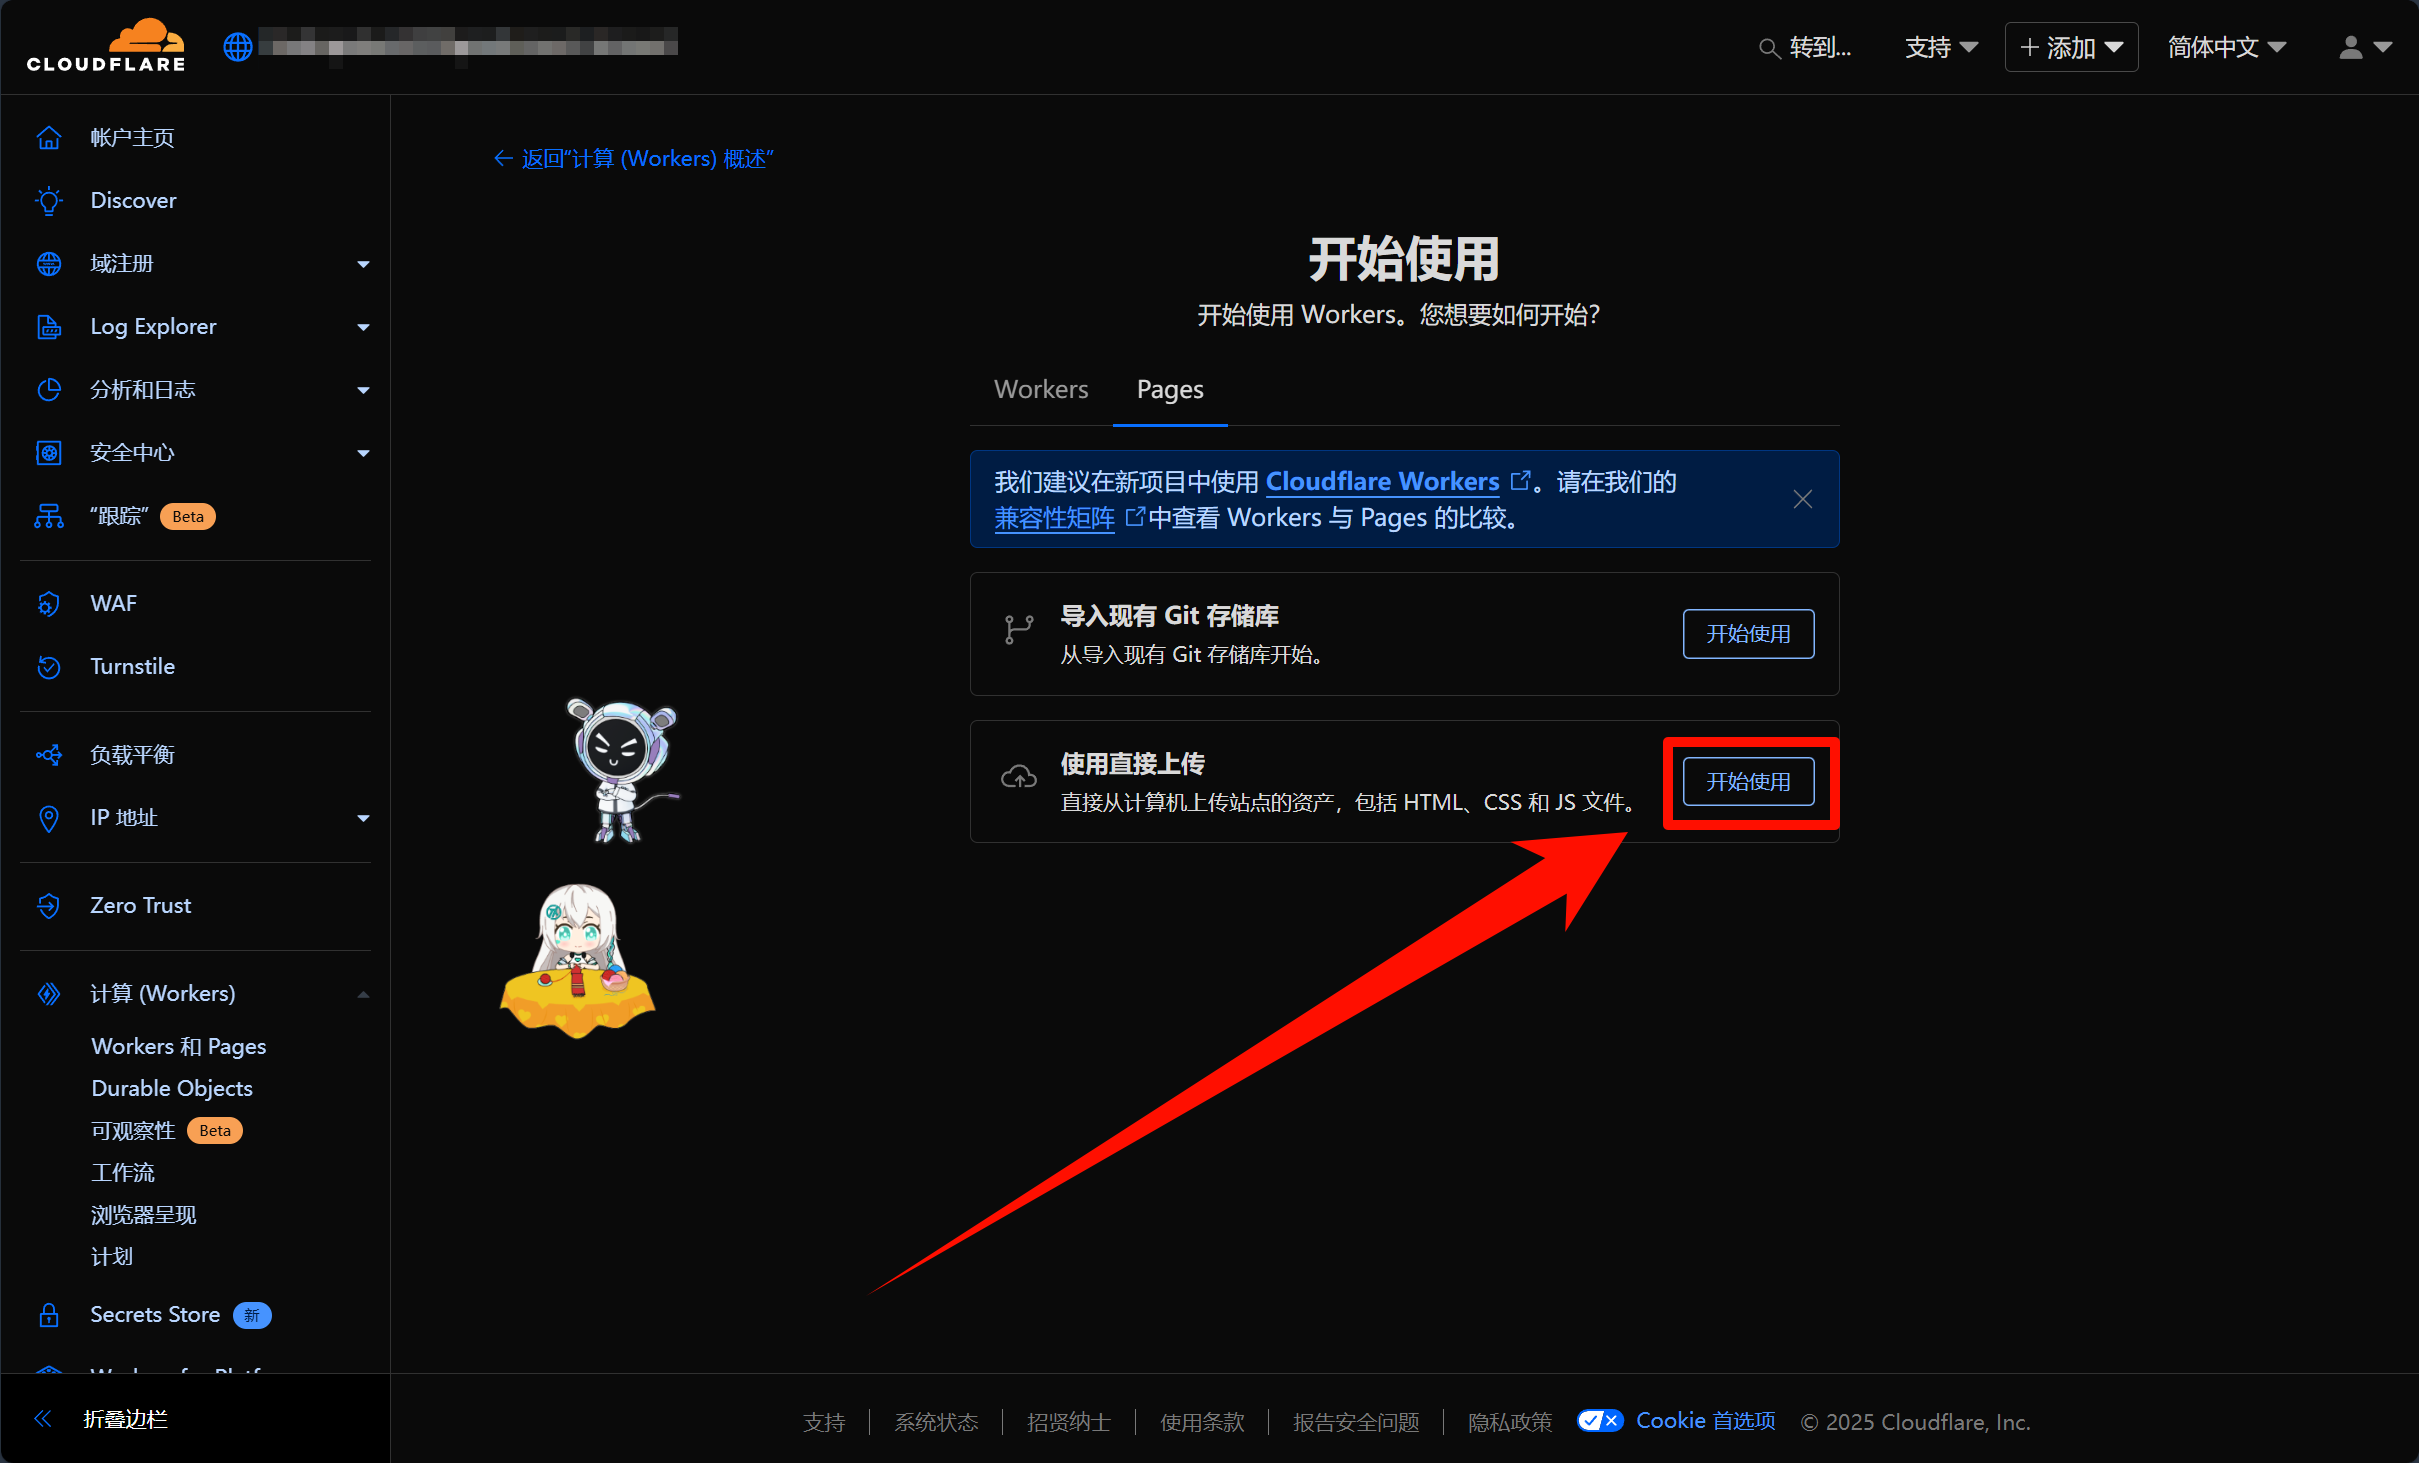 CLOUDFLARE
转到...
支持
添加
简体中文
帐户主页
Discover
域注册
Log Explorer
分析和日志
安全中心
“跟踪” Beta
WAF
Turnstile
负载平衡
IP 地址
Zero Trust
计算 (Workers)
Workers 和 Pages
Durable Objects
可观察性 Beta
工作流
浏览器呈现
计划
Secrets Store 新
折叠边栏
返回“计算 (Workers) 概述”
开始使用
开始使用 Workers。您想要如何开始？
Workers Pages
我们建议在新项目中使用 Cloudflare Workers 。请在我们的
兼容性矩阵 中查看 Workers 与 Pages 的比较。
导入现有 Git 存储库
从导入现有 Git 存储库开始。
开始使用
使用直接上传
直接从计算机上传站点的资产，包括 HTML、CSS 和 JS 文件。
开始使用
支持 系统状态 招贤纳士 使用条款 报告安全问题 隐私政策 Cookie 首选项 © 2025 Cloudflare, Inc.